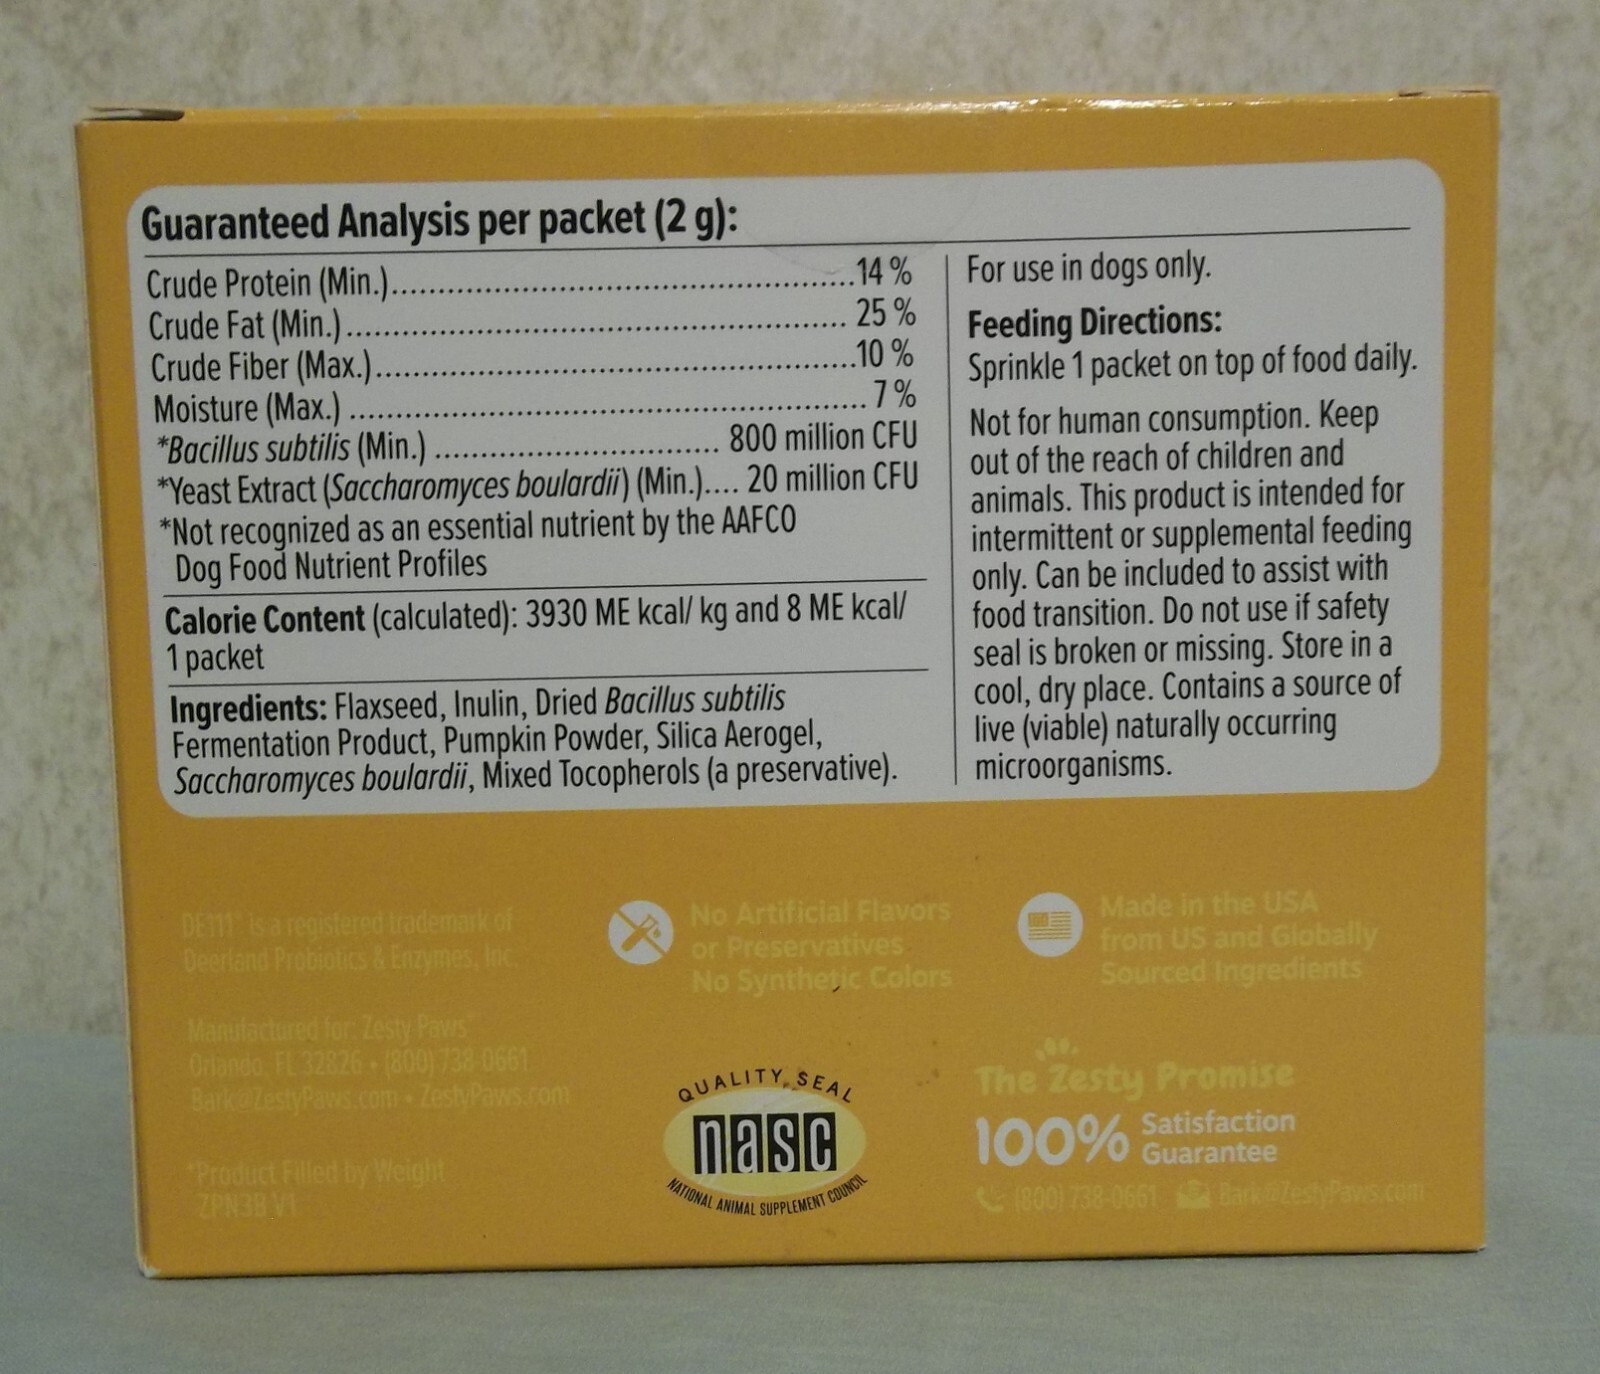 Guaranteed Analysis per packet (2 g):
Crude Protein (Min.)..................................................14 %
Crude Fat (Min.)...................................................... 25 %
Crude Fiber (Max.)....................................................10 %
Moisture (Max.) ...................................................... 7 %
*Bacillus subtilis (Min.) ................................ 800 million CFU
*Yeast Extract (Saccharomyces boulardii) (Min.).... 20 million CFU
*Not recognized as an essential nutrient by the AAFCO
Dog Food Nutrient Profiles
Calorie Content (calculated): 3930 ME kcal/ kg and 8 ME kcal/
1 packet
Ingredients: Flaxseed, Inulin, Dried Bacillus subtilis
Fermentation Product, Pumpkin Powder, Silica Aerogel,
Saccharomyces boulardii, Mixed Tocopherols (a preservative).
For use in dogs only.
Feeding Directions:
Sprinkle 1 packet on top of food daily.
Not for human consumption. Keep
out of the reach of children and
animals. This product is intended for
intermittent or supplemental feeding
only. Can be included to assist with
food transition. Do not use if safety
seal is broken or missing. Store in a
cool, dry place. Contains a source of
live (viable) naturally occurring
microorganisms.
DE111® is a registered trademark of
Deerland Probiotics & Enzymes, Inc.
Manufactured for: Zesty Paws®
Orlando, FL 32826 • (800) 738-0661
Bark@ZestyPaws.com • ZestyPaws.com
*Product Filled by Weight
ZPN3B V1
No Artificial Flavors
or Preservatives
No Synthetic Colors
QUALITY SEAL
nasc
NATIONAL ANIMAL SUPPLEMENT COUNCIL
Made in the USA
from US and Globally
Sourced Ingredients
The Zesty Promise
100% Satisfaction
Guarantee
(800) 738-0661 Bark@ZestyPaws.com